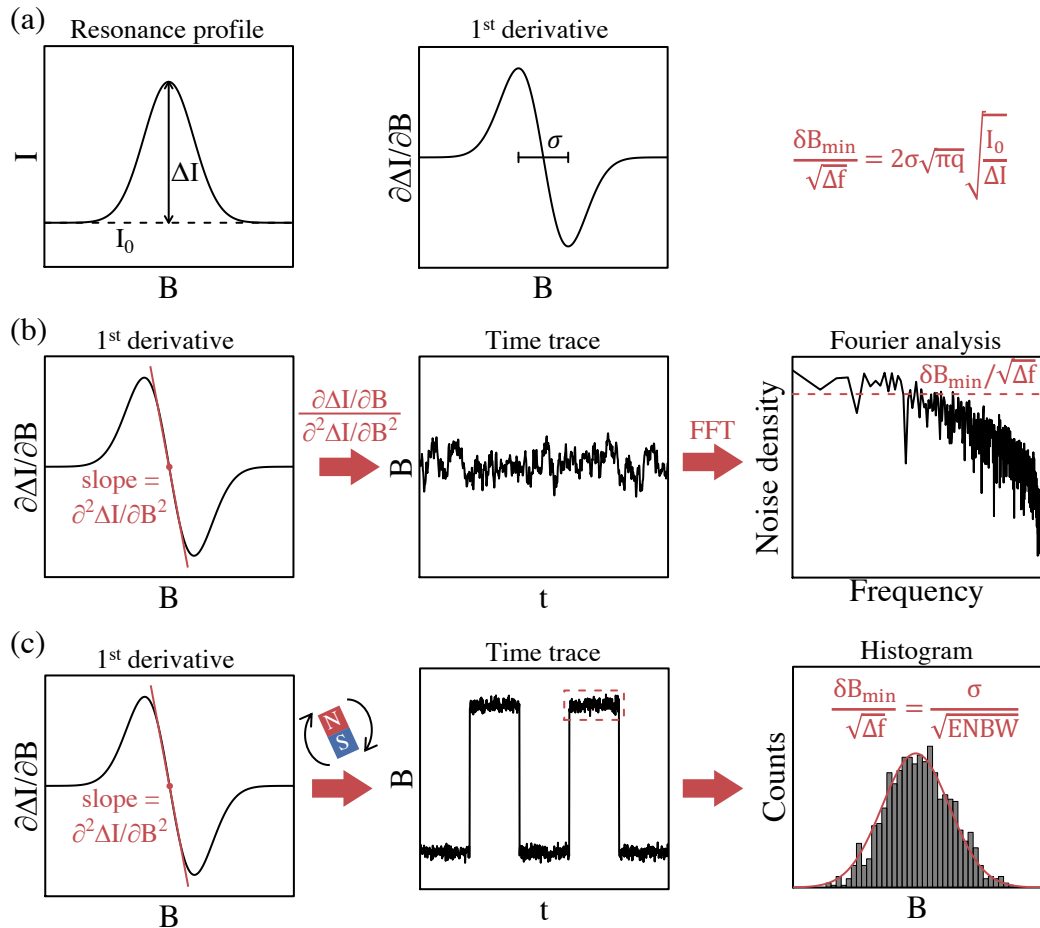 (a)
Resonance profile
1st derivative
I
ΔI
I0
B
∂ΔI/∂B
σ
B
δBmin/√Δf = 2σ√πq √I0/ΔI
(b)
1st derivative
Time trace
Fourier analysis
∂ΔI/∂B
slope =
∂²ΔI/∂B²
B
∂ΔI/∂B
∂²ΔI/∂B²
B
t
FFT
Noise density
δBmin/√Δf
Frequency
(c)
1st derivative
Time trace
Histogram
∂ΔI/∂B
slope =
∂²ΔI/∂B²
B
N
S
B
t
Counts
δBmin/√Δf = σ/√ENBW
B